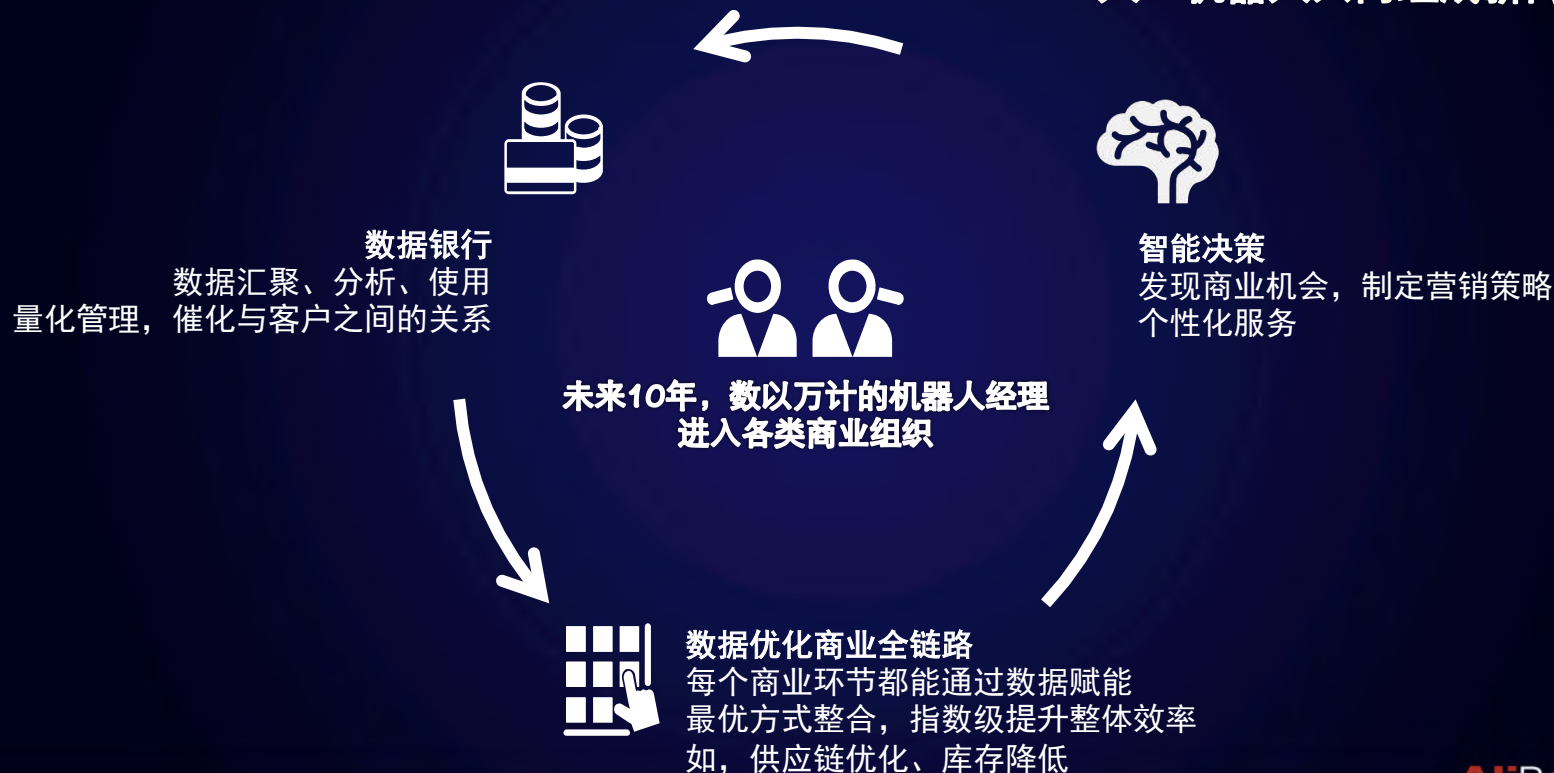 数据银行
数据汇聚、分析、使用
量化管理，催化与客户之间的关系
智能决策
发现商业机会，制定营销策略
个性化服务
未来10年，数以万计的机器人经理
进入各类商业组织
数据优化商业全链路
每个商业环节都能通过数据赋能
最优方式整合，指数级提升整体效率
如，供应链优化、库存降低